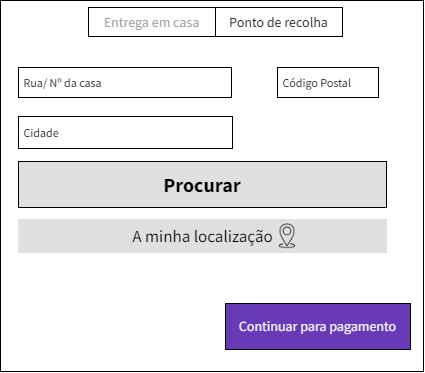 Entrega em casa
Ponto de recolha
Rua/ Nº da casa
Código Postal
Cidade
Procurar
A minha localização
Continuar para pagamento